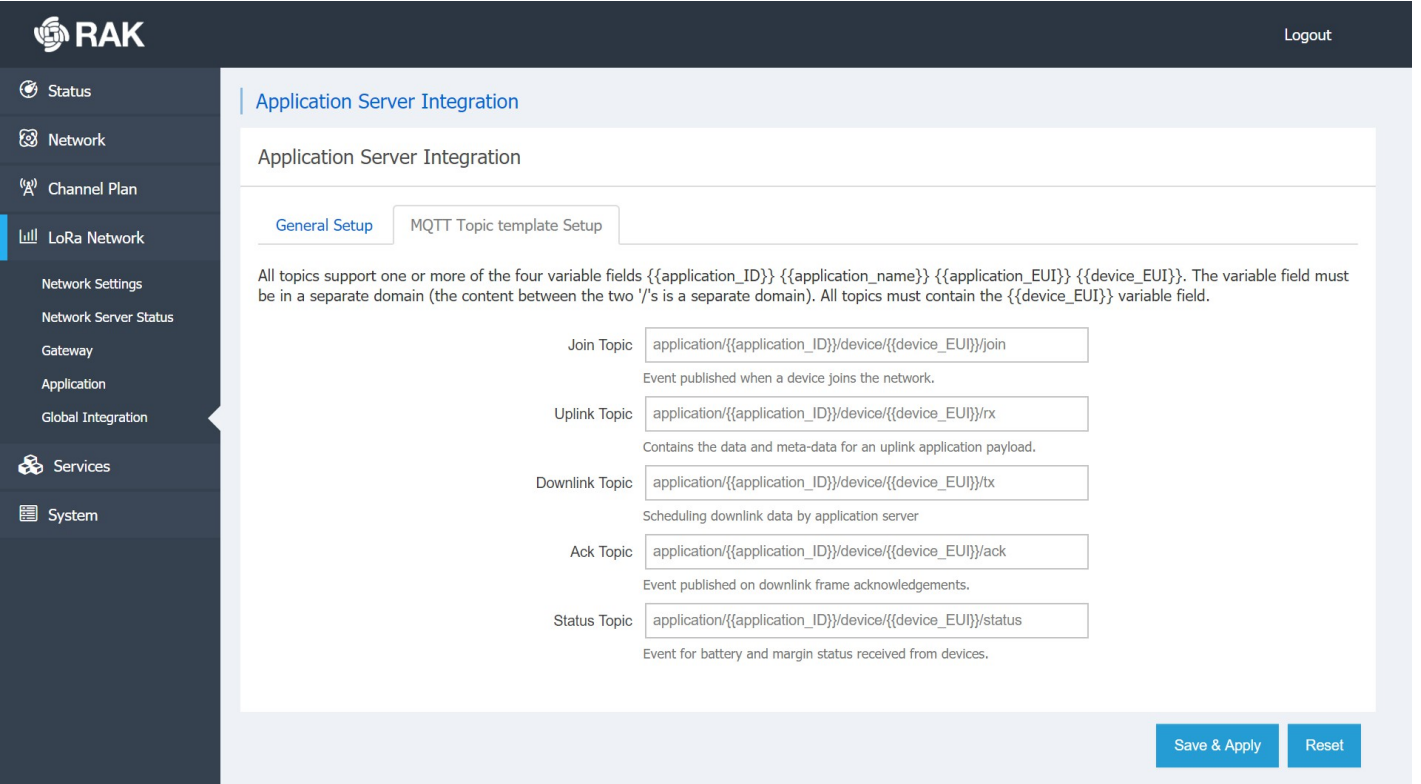 RAK
Logout
Status
Network
Channel Plan
LoRa Network
Network Settings
Network Server Status
Gateway
Application
Global Integration
Services
System
Application Server Integration
Application Server Integration
General Setup
MQTT Topic template Setup
All topics support one or more of the four variable fields {{application_ID}} {{application_name}} {{application_EUI}} {{device_EUI}}. The variable field must
be in a separate domain (the content between the two '/'s is a separate domain). All topics must contain the {{device_EUI}} variable field.
Join Topic application/{{application_ID}}/device/{{device_EUI}}/join
Event published when a device joins the network.
Uplink Topic application/{{application_ID}}/device/{{device_EUI}}/rx
Contains the data and meta-data for an uplink application payload.
Downlink Topic application/{{application_ID}}/device/{{device_EUI}}/tx
Scheduling downlink data by application server
Ack Topic application/{{application_ID}}/device/{{device_EUI}}/ack
Event published on downlink frame acknowledgements.
Status Topic application/{{application_ID}}/device/{{device_EUI}}/status
Event for battery and margin status received from devices.
Save & Apply
Reset